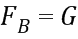 F_B = G